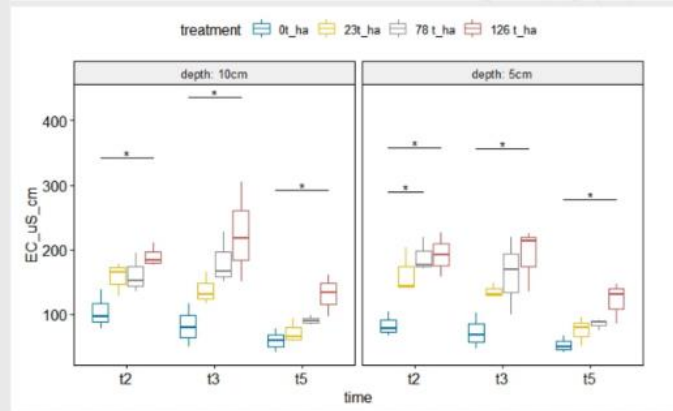 treatment 0t_ha 23t_ha 78 t_ha 126 t_ha
depth: 10cm depth: 5cm
* * * * * * *
EC_uS_cm
400
300
200
100
t2 t3 t5 t2 t3 t5
time